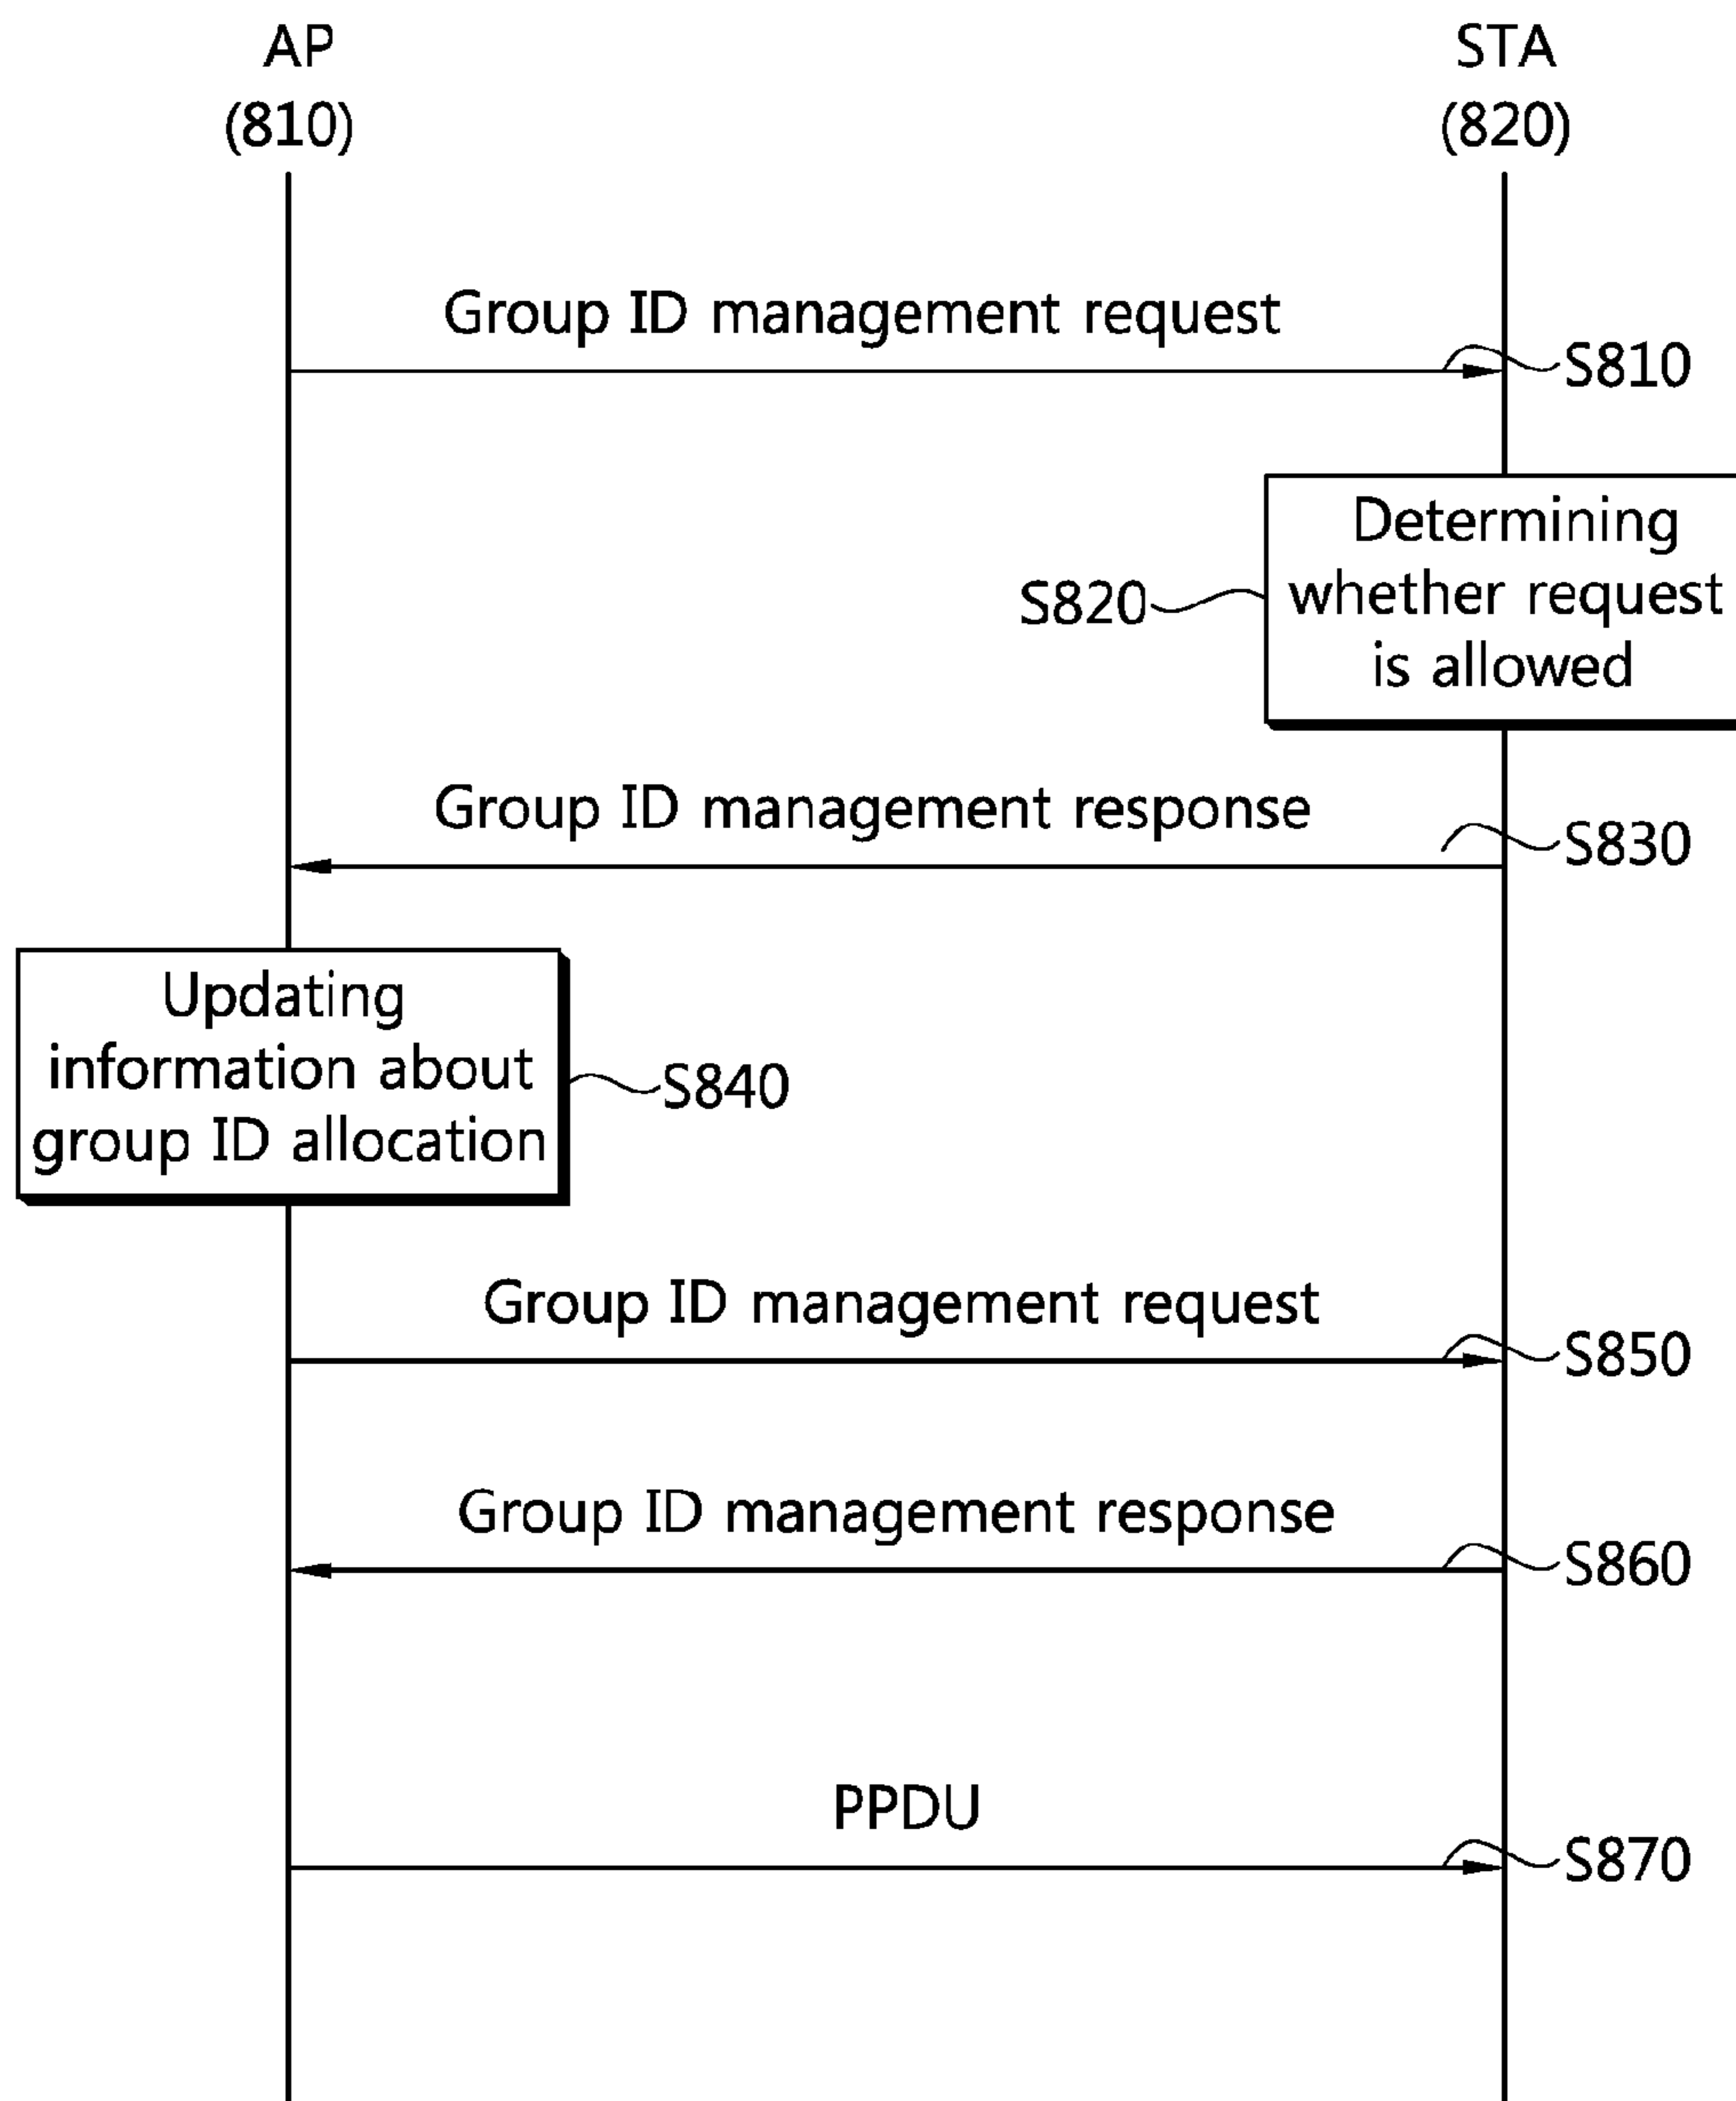 AP
(810)
STA
(820)
Group ID management request
S810
Determining
whether request
is allowed
S820
Group ID management response
S830
Updating
information about
group ID allocation
S840
Group ID management request
S850
Group ID management response
S860
PPDU
S870